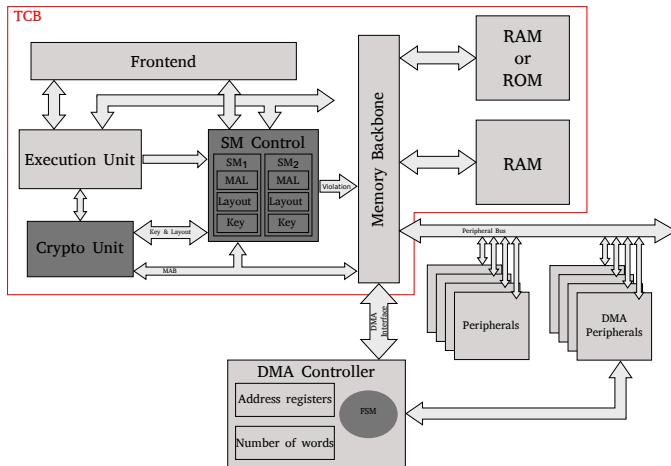 TCB
Frontend
RAM
or
ROM
Execution Unit
SM Control
SM1
SM2
MAL
MAL
Layout
Layout
Key
Key
Violation
Memory Backbone
RAM
Crypto Unit
Key & Layout
MAB
Peripheral Bus
DMA
Interface
Peripherals
DMA
Peripherals
DMA Controller
Address registers
FSM
Number of words